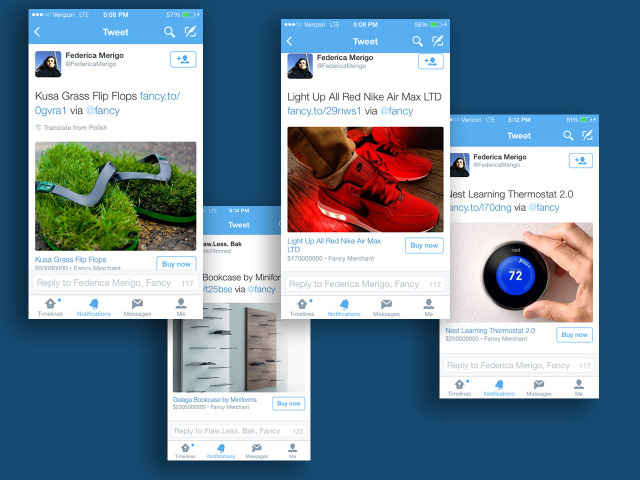 Verizon LTE 5:08 PM 57%
Tweet
Federica Merigo
@FedericaMerigo
Kusa Grass Flip Flops fancy.to/
0gvra1 via @fancy
Translate from Polish
Kusa Grass Flip Flops
$50000000 • Fancy Merchant
Buy now
Reply to Federica Merigo, Fancy 117
Timelines Notifications Messages Me
Verizon LTE 5:08 PM 58%
Tweet
Federica Merigo
@FedericaMerigo
Light Up All Red Nike Air Max LTD
fancy.to/29nws1 via @fancy
Light Up All Red Nike Air Max
LTD
$170000000 • Fancy Merchant
Buy now
Reply to Federica Merigo, Fancy 117
Timelines Notifications Messages Me
5:14 PM
Tweet
Flaw.Less. Bak
Bookcase by Miniforms
via @fancy
Galaga Bookcase by Miniforms
$2305000000 • Fancy Merchant
Buy now
Reply to Flaw.Less. Bak, Fancy 123
Timelines Notifications Messages Me
Verizon LTE 5:12 PM 61%
Tweet
Federica Merigo
@FedericaMerigo
Nest Learning Thermostat 2.0
fancy.to/l70dng via @fancy
nest
72
Nest Learning Thermostat 2.0
$250000000 • Fancy Merchant
Buy now
Reply to Federica Merigo, Fancy 117
Timelines Notifications Messages Me